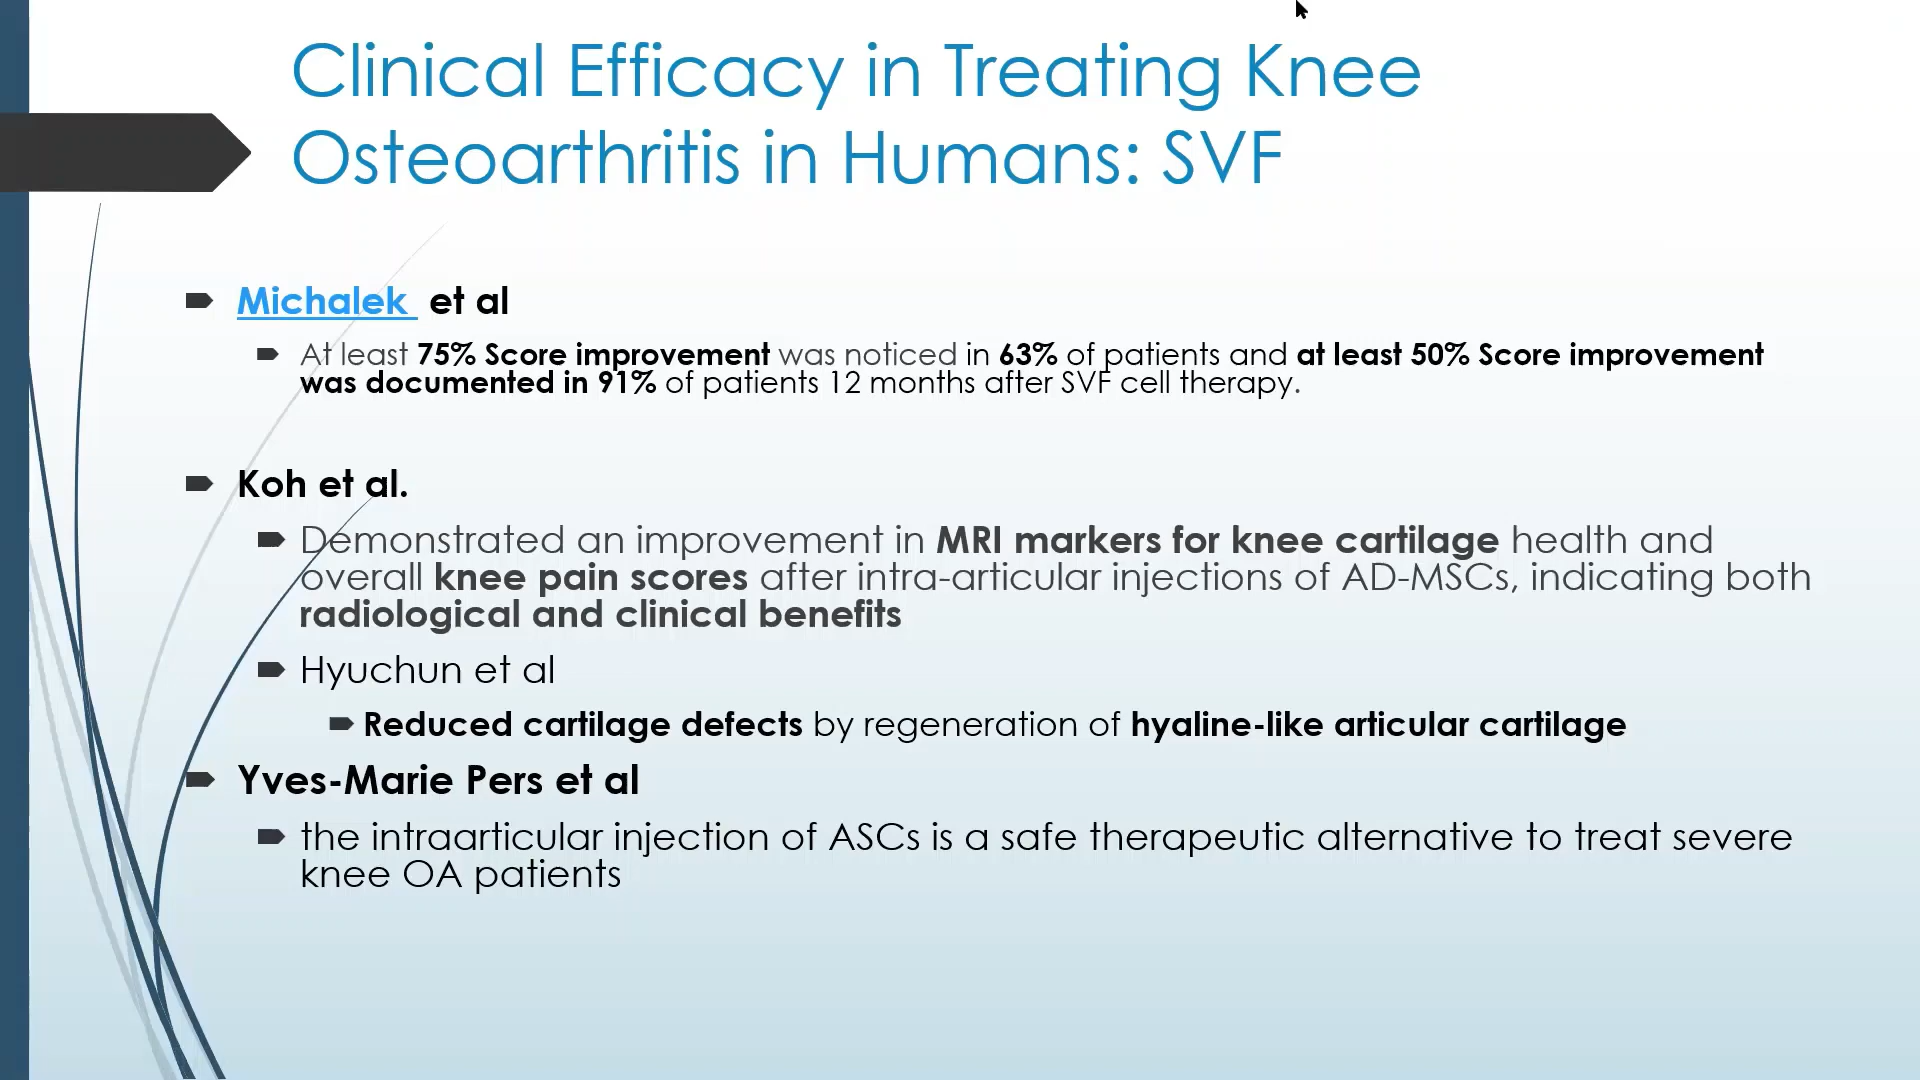 Clinical Efficacy in Treating Knee
Osteoarthritis in Humans: SVF
Michalek et al
At least 75% Score improvement was noticed in 63% of patients and at least 50% Score improvement
was documented in 91% of patients 12 months after SVF cell therapy.
Koh et al.
Demonstrated an improvement in MRI markers for knee cartilage health and
overall knee pain scores after intra-articular injections of AD-MSCs, indicating both
radiological and clinical benefits
Hyuchun et al
Reduced cartilage defects by regeneration of hyaline-like articular cartilage
Yves-Marie Pers et al
the intraarticular injection of ASCs is a safe therapeutic alternative to treat severe
knee OA patients